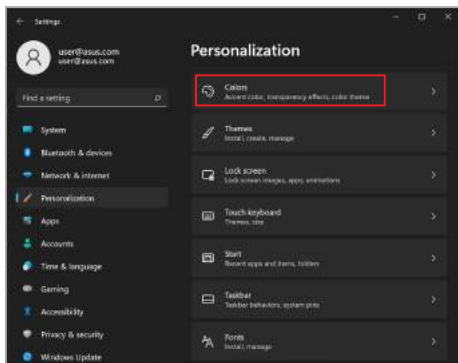 Settings
user@asus.com
user@asus.com
Find a setting
System
Bluetooth & devices
Network & internet
Personalization
Apps
Accounts
Time & language
Gaming
Accessibility
Privacy & security
Windows Update
Personalization
Colors
Accent color, transparency effects, color theme
Themes
Install, create, manage
Lock screen
Lock screen images, apps, animations
Touch keyboard
Themes, size
Start
Recent apps and items, folders
Taskbar
Taskbar behaviors, system pins
Fonts
Install, manage